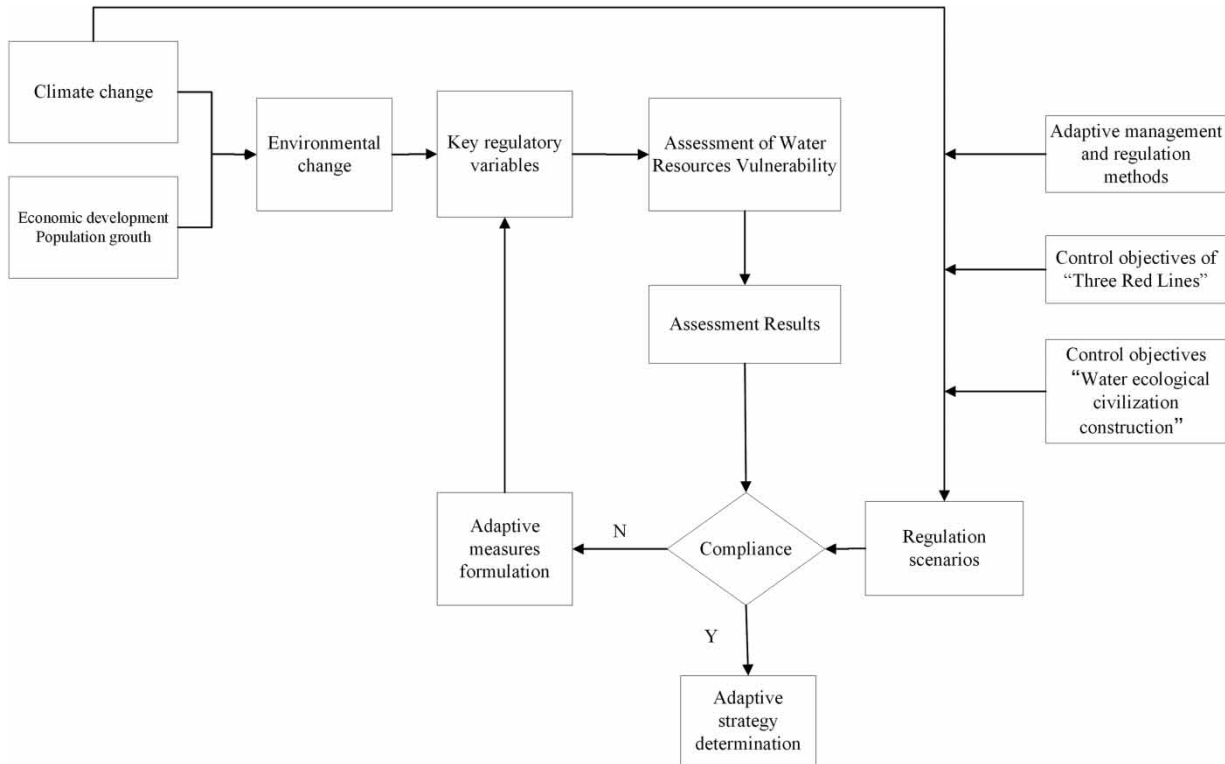 Climate change
Economic development
Population grouth
Environmental
change
Key regulatory
variables
Assessment of Water
Resources Vulnerability
Assessment Results
Adaptive management
and regulation
methods
Control objectives of
“Three Red Lines”
Control objectives
“Water ecological
civilization
construction”
Regulation
scenarios
Compliance
N
Adaptive
measures
formulation
Y
Adaptive
strategy
determination